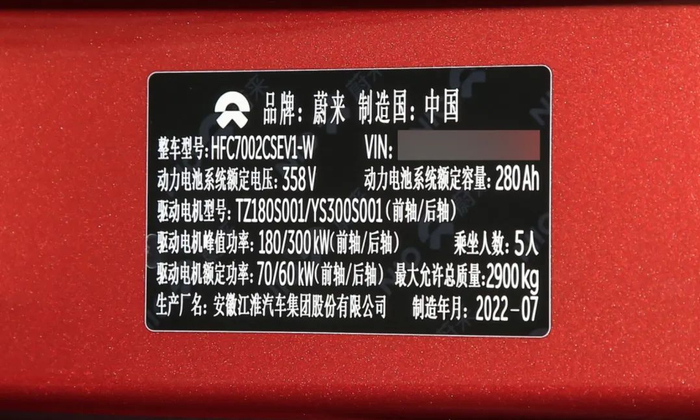 品牌: 蔚来 制造国: 中国
整车型号: HFC7002CSEV1-W VIN:
动力电池系统额定电压: 358V 动力电池系统额定容量: 280Ah
驱动电机型号: TZ180S001/YS300S001 (前轴/后轴)
驱动电机峰值功率: 180/300kW(前轴/后轴) 乘坐人数: 5人
驱动电机额定功率: 70/60kW(前轴/后轴) 最大允许总质量: 2900kg
生产厂名: 安徽江淮汽车集团股份有限公司 制造年月: 2022-07